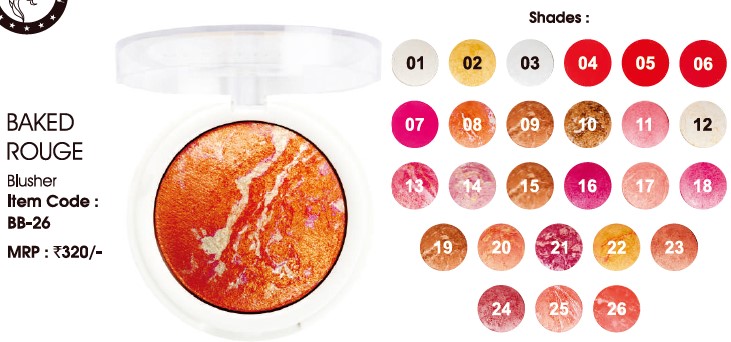 BAKED
ROUGE
Blusher
Item Code :
BB-26
MRP : ₹320/-
Shades :
01 02 03 04 05 06
07 08 09 10 11 12
13 14 15 16 17 18
19 20 21 22 23
24 25 26